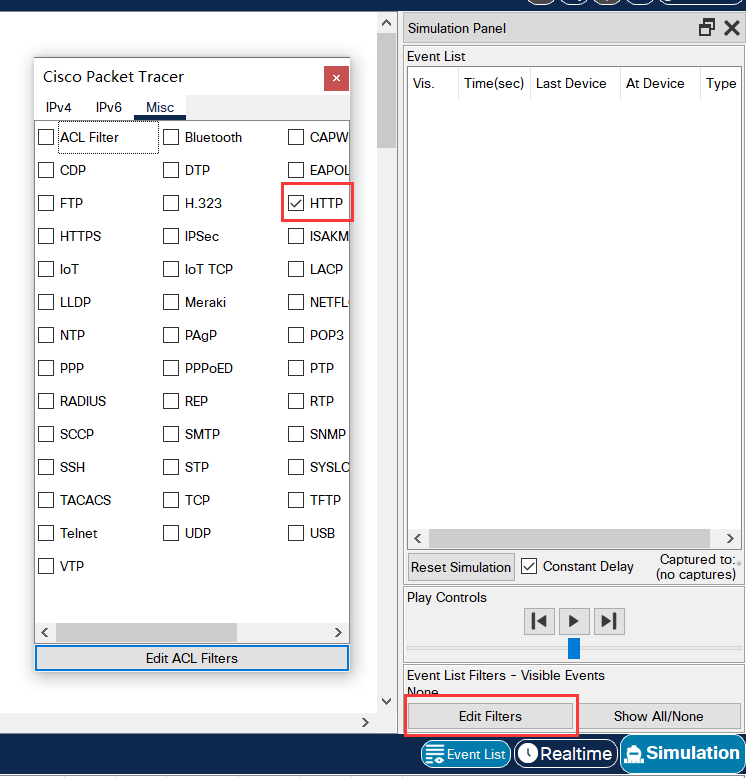 Simulation Panel
Event List
Vis. Time(sec) Last Device At Device Type
Cisco Packet Tracer
IPv4 IPv6 Misc
ACL Filter Bluetooth CAPW
CDP DTP EAPOL
FTP H.323 HTTP
HTTPS IPSec ISAKM
IoT IoT TCP LACP
LLDP Meraki NETFL
NTP PAgP POP3
PPP PPPoED PTP
RADIUS REP RTP
SCCP SMTP SNMP
SSH STP SYSLO
TACACS TCP TFTP
Telnet UDP USB
VTP
Edit ACL Filters
Reset Simulation Constant Delay Captured to:
(no captures)
Play Controls
Event List Filters - Visible Events
None
Edit Filters Show All/None
Event List Realtime Simulation